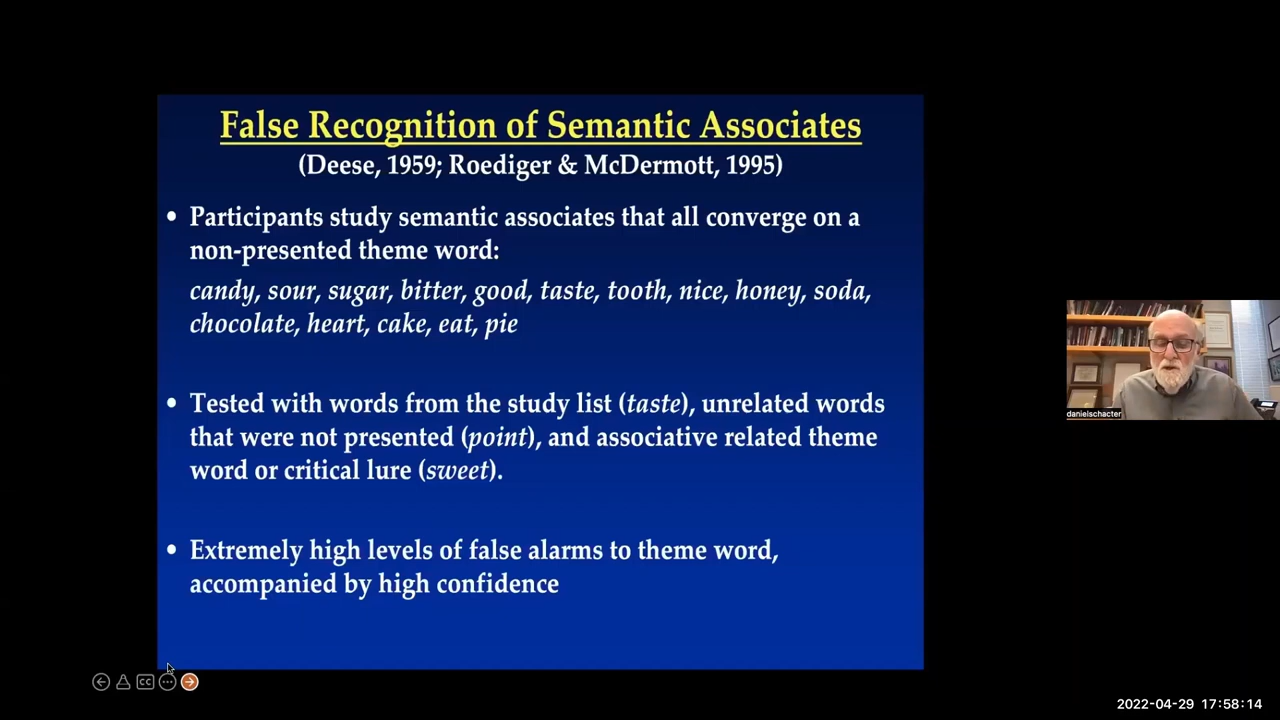 False Recognition of Semantic Associates
(Deese, 1959; Roediger & McDermott, 1995)
• Participants study semantic associates that all converge on a
non-presented theme word:
candy, sour, sugar, bitter, good, taste, tooth, nice, honey, soda,
chocolate, heart, cake, eat, pie
• Tested with words from the study list (taste), unrelated words
that were not presented (point), and associative related theme
word or critical lure (sweet).
• Extremely high levels of false alarms to theme word,
accompanied by high confidence
danielschacter
CC
2022-04-29 17:58:14